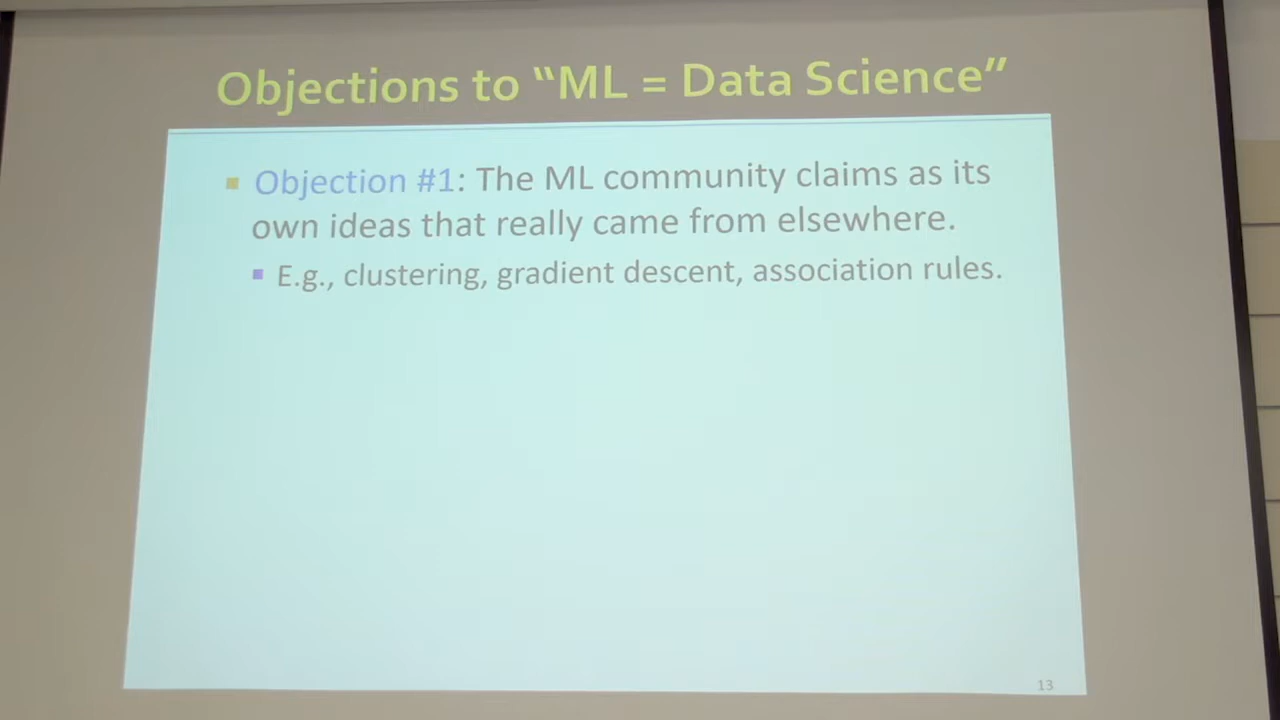 Objections to “ML = Data Science”
Objection #1: The ML community claims as its
own ideas that really came from elsewhere.
E.g., clustering, gradient descent, association rules.
13